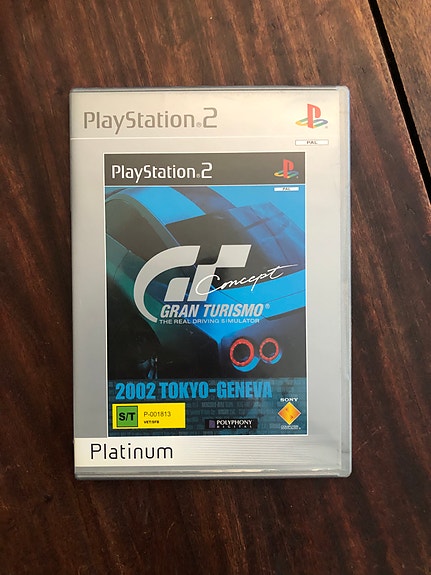 PlayStation®2
PAL
PlayStation®2
PAL
GT Concept
GRAN TURISMO®
THE REAL DRIVING SIMULATOR
2002 TOKYO-GENEVA
S/T
P-001813
POLYPHONY
DIGITAL
SONY
Platinum